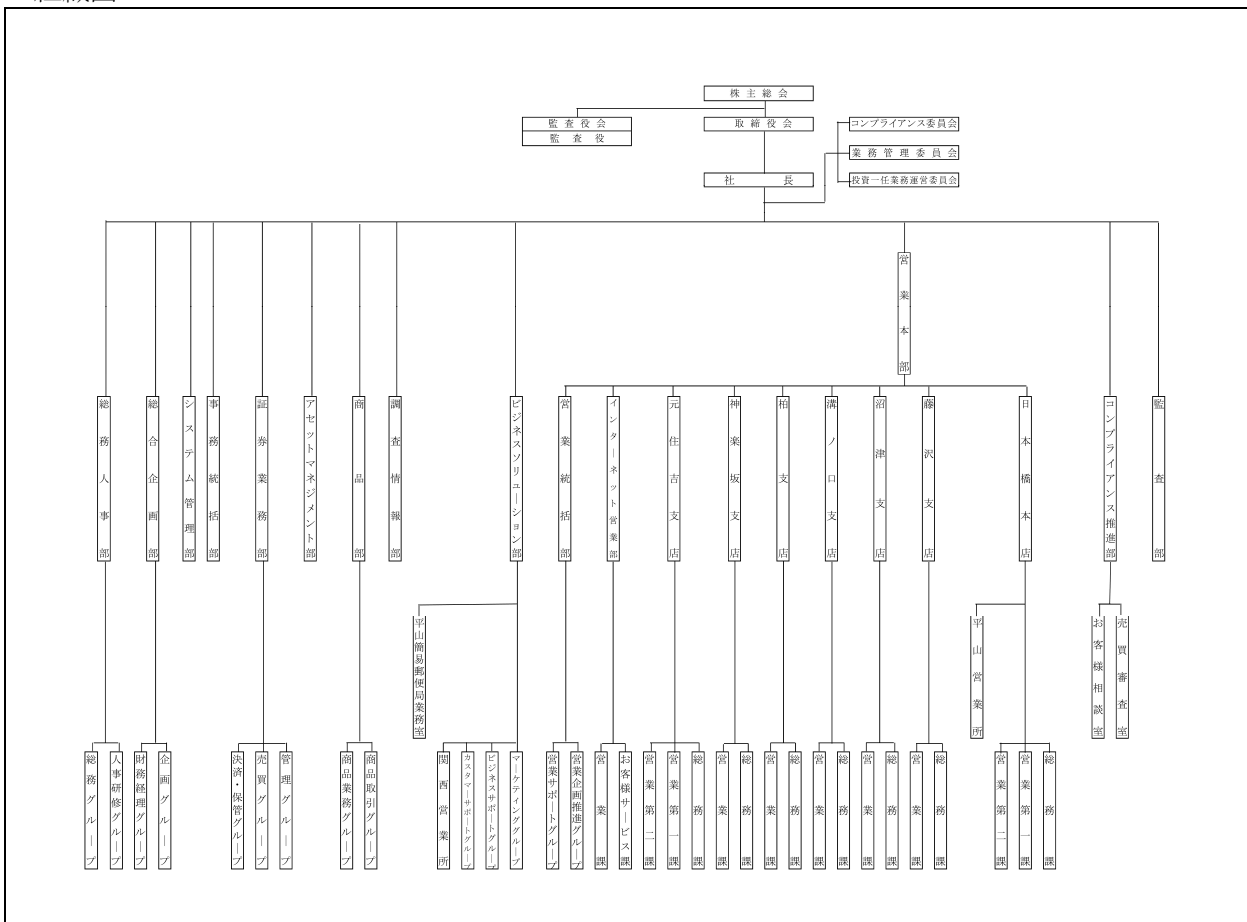 株主総会
監査役会
監査役
取締役会
コンプライアンス委員会
業務管理委員会
社長
投資一任業務運営委員会
営業本部
総務人事部
総合企画部
システム管理部
事務統括部
証券業務部
アセットマネジメント部
商品部
調査情報部
ビジネスソリューション部
営業統括部
インターネット営業部
元住吉支店
神楽坂支店
柏支店
溝ノ口支店
沼津支店
藤沢支店
日本橋本店
コンプライアンス推進部
監査部
平山簡易郵便局業務室
平山営業所
お客様相談室
売買審査室
総務グループ
人事研修グループ
財務経理グループ
企画グループ
決済・保管グループ
売買グループ
管理グループ
商品業務グループ
商品取引グループ
関西営業所
カスタマーサポートグループ
ビジネスサポートグループ
マーケティンググループ
営業サポートグループ
営業企画推進グループ
営業課
お客様サービス課
営業第二課
営業第一課
総務課
営業課
総務課
営業課
総務課
営業課
総務課
営業課
総務課
営業課
総務課
営業第二課
営業第一課
総務課